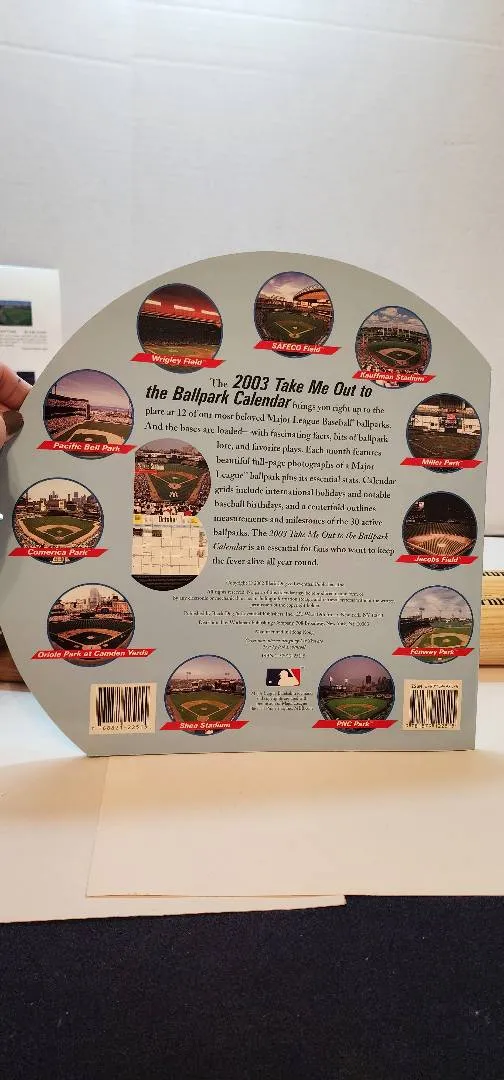 Wrigley Field
SAFECO Field
Kauffman Stadium
Pacific Bell Park
Miller Park
Comerica Park
Jacobs Field
Oriole Park at Camden Yards
Fenway Park
Shea Stadium
PNC Park
The 2003 Take Me Out to
the Ballpark Calendar brings you right up to the
plate at 12 of our most beloved Major League Baseball™ ballparks.
And the bases are loaded—with fascinating facts, bits of ballpark
lore, and favorite plays. Each month features
beautiful full-page photographs of a Major
League™ ballpark plus its essential stats. Calendar
grids include international holidays and notable
baseball birthdays, and a centerfold outlines
measurements and milestones of the 30 active
ballparks. The 2003 Take Me Out to the Ballpark
Calendar is an essential for fans who want to keep
the fever alive all year round.
October